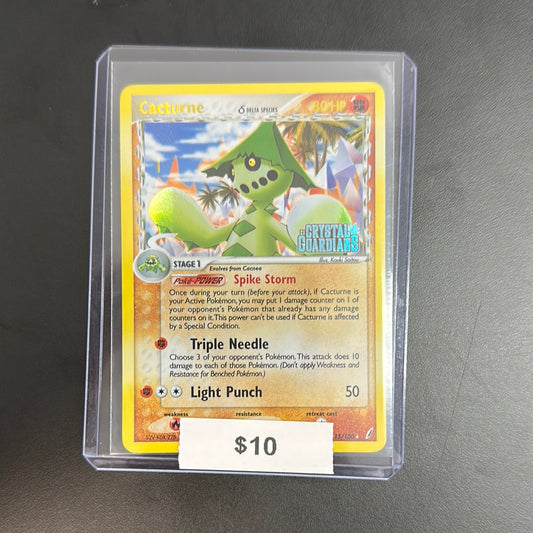 Cacturne δ DELTA SPECIES 80 HP
EX CRYSTAL
GUARDIANS
Illus. Kouki Saitou
STAGE 1 Evolves from Cacnea
Poké-POWER Spike Storm
Once during your turn (before your attack), if Cacturne is
your Active Pokémon, you may put 1 damage counter on 1 of
your opponent's Pokémon that already has any damage
counters on it. This power can't be used if Cacturne is affected
by a Special Condition.
Triple Needle
Choose 3 of your opponent's Pokémon. This attack does 10
damage to each of those Pokémon. (Don't apply Weakness and
Resistance for Benched Pokémon.)
Light Punch 50
weakness resistance retreat cost
$10